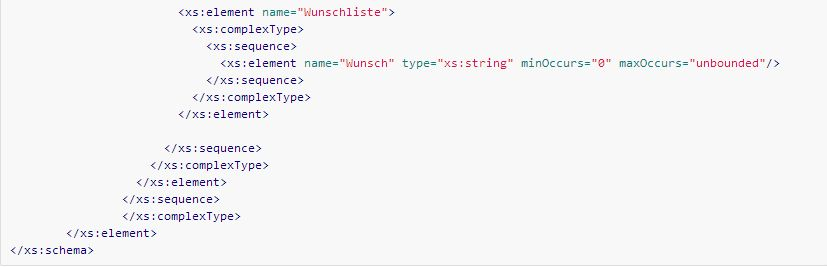 <xs:element name="Wunschliste">
<xs:complexType>
<xs:sequence>
<xs:element name="Wunsch" type="xs:string" minOccurs="0" maxOccurs="unbounded"/>
</xs:sequence>
</xs:complexType>
</xs:element>
</xs:sequence>
</xs:complexType>
</xs:element>
</xs:sequence>
</xs:complexType>
</xs:element>
</xs:schema>